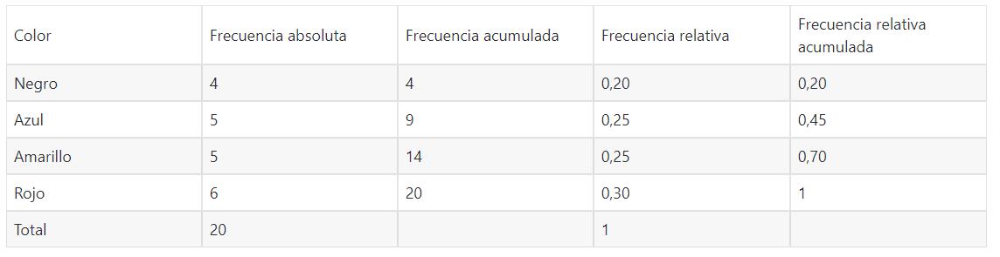 Color Frecuencia absoluta Frecuencia acumulada Frecuencia relativa Frecuencia relativa
acumulada
Negro 4 4 0,20 0,20
Azul 5 9 0,25 0,45
Amarillo 5 14 0,25 0,70
Rojo 6 20 0,30 1
Total 20 1